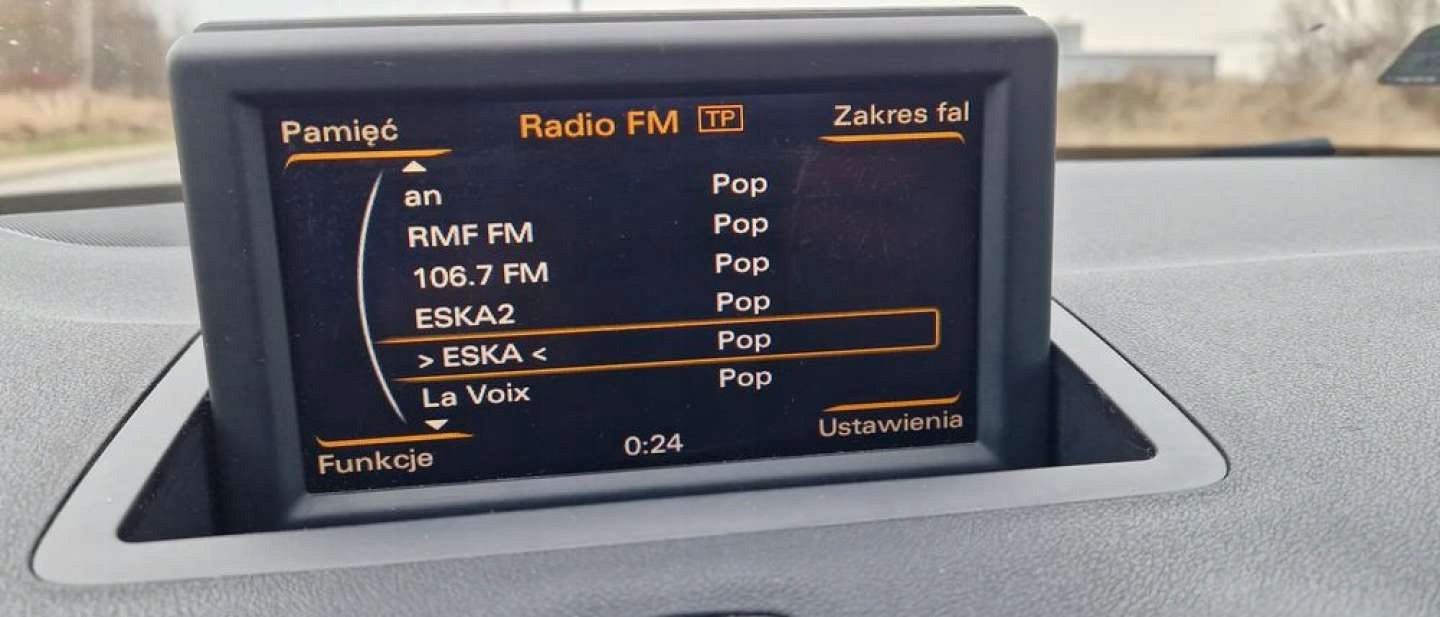 Pamięć Radio FM TP Zakres fal
an Pop
RMF FM Pop
106.7 FM Pop
ESKA2 Pop
> ESKA < Pop
La Voix Pop
Funkcje 0:24 Ustawienia